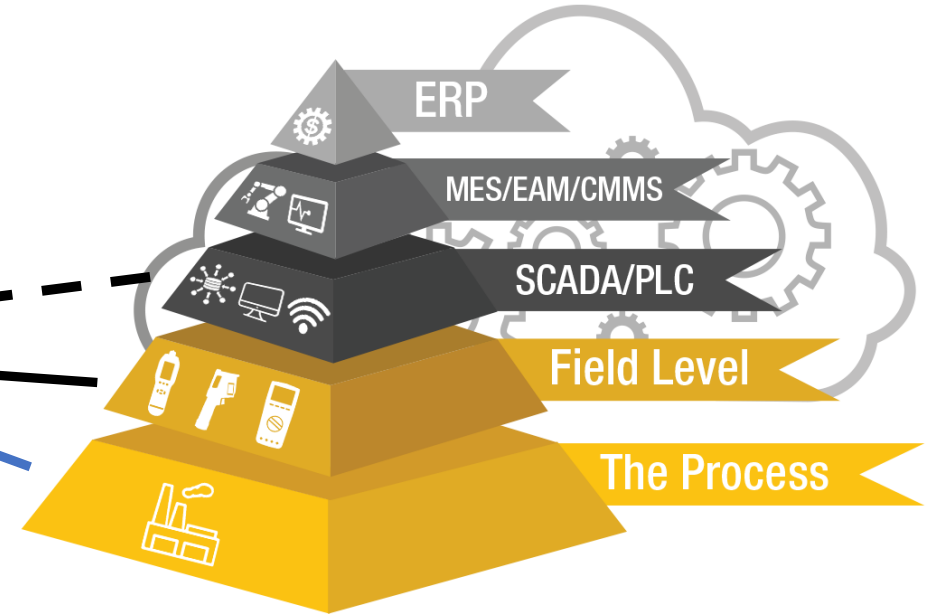 ERP
$
MES/EAM/CMMS
SCADA/PLC
Field Level
The Process